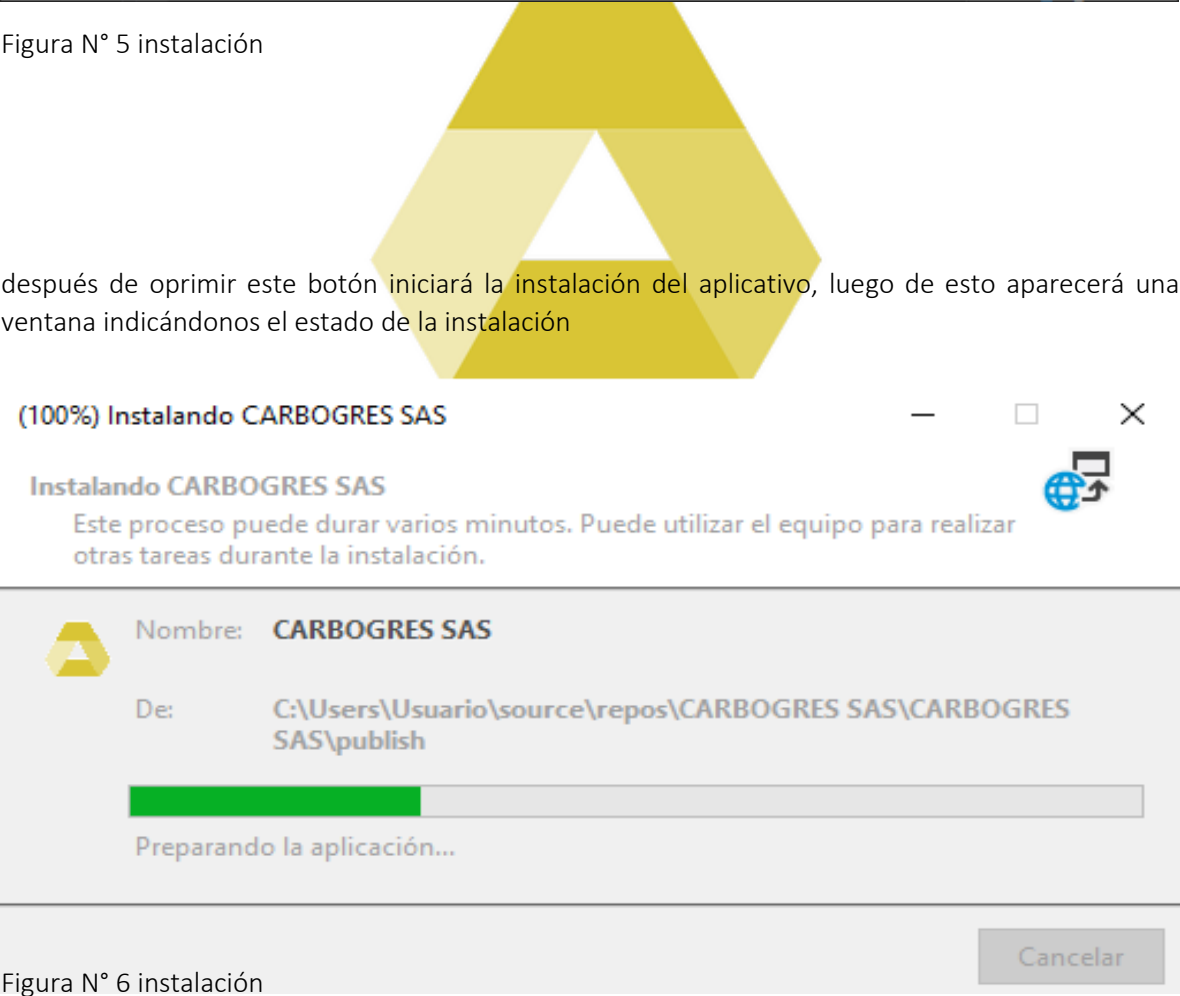 Figura N° 5 instalación
después de oprimir este botón iniciará la instalación del aplicativo, luego de esto aparecerá una
ventana indicándonos el estado de la instalación
(100%) Instalando CARBOGRES SAS
Instalando CARBOGRES SAS
Este proceso puede durar varios minutos. Puede utilizar el equipo para realizar
otras tareas durante la instalación.
Nombre: CARBOGRES SAS
De: C:\Users\Usuario\source\repos\CARBOGRES SAS\CARBOGRES
SAS\publish
Preparando la aplicación...
Cancelar
Figura N° 6 instalación